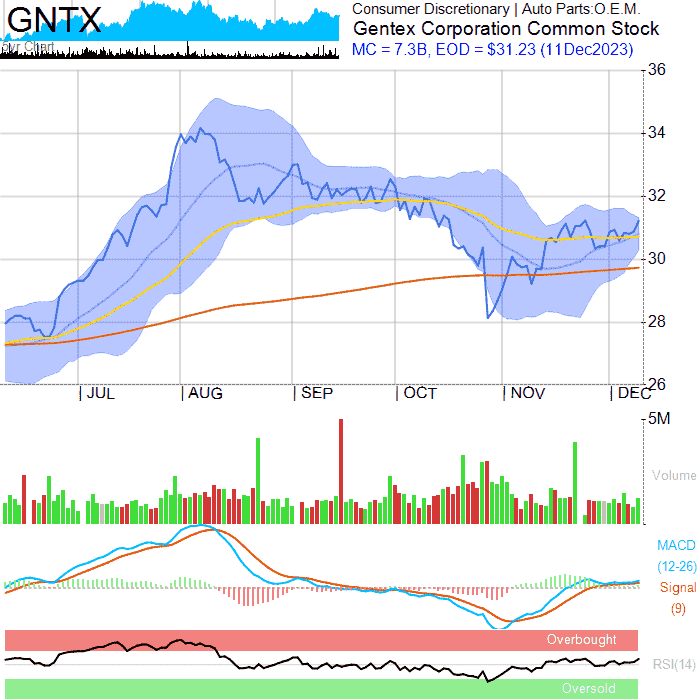 GNTX
5yr Chart
Consumer Discretionary | Auto Parts:O.E.M.
Gentex Corporation Common Stock
MC = 7.3B, EOD = $31.23 (11Dec2023)
36
34
32
30
28
26
JUL
AUG
SEP
OCT
NOV
DEC
5M
Volume
MACD
(12-26)
Signal
(9)
Overbought
RSI(14)
Oversold